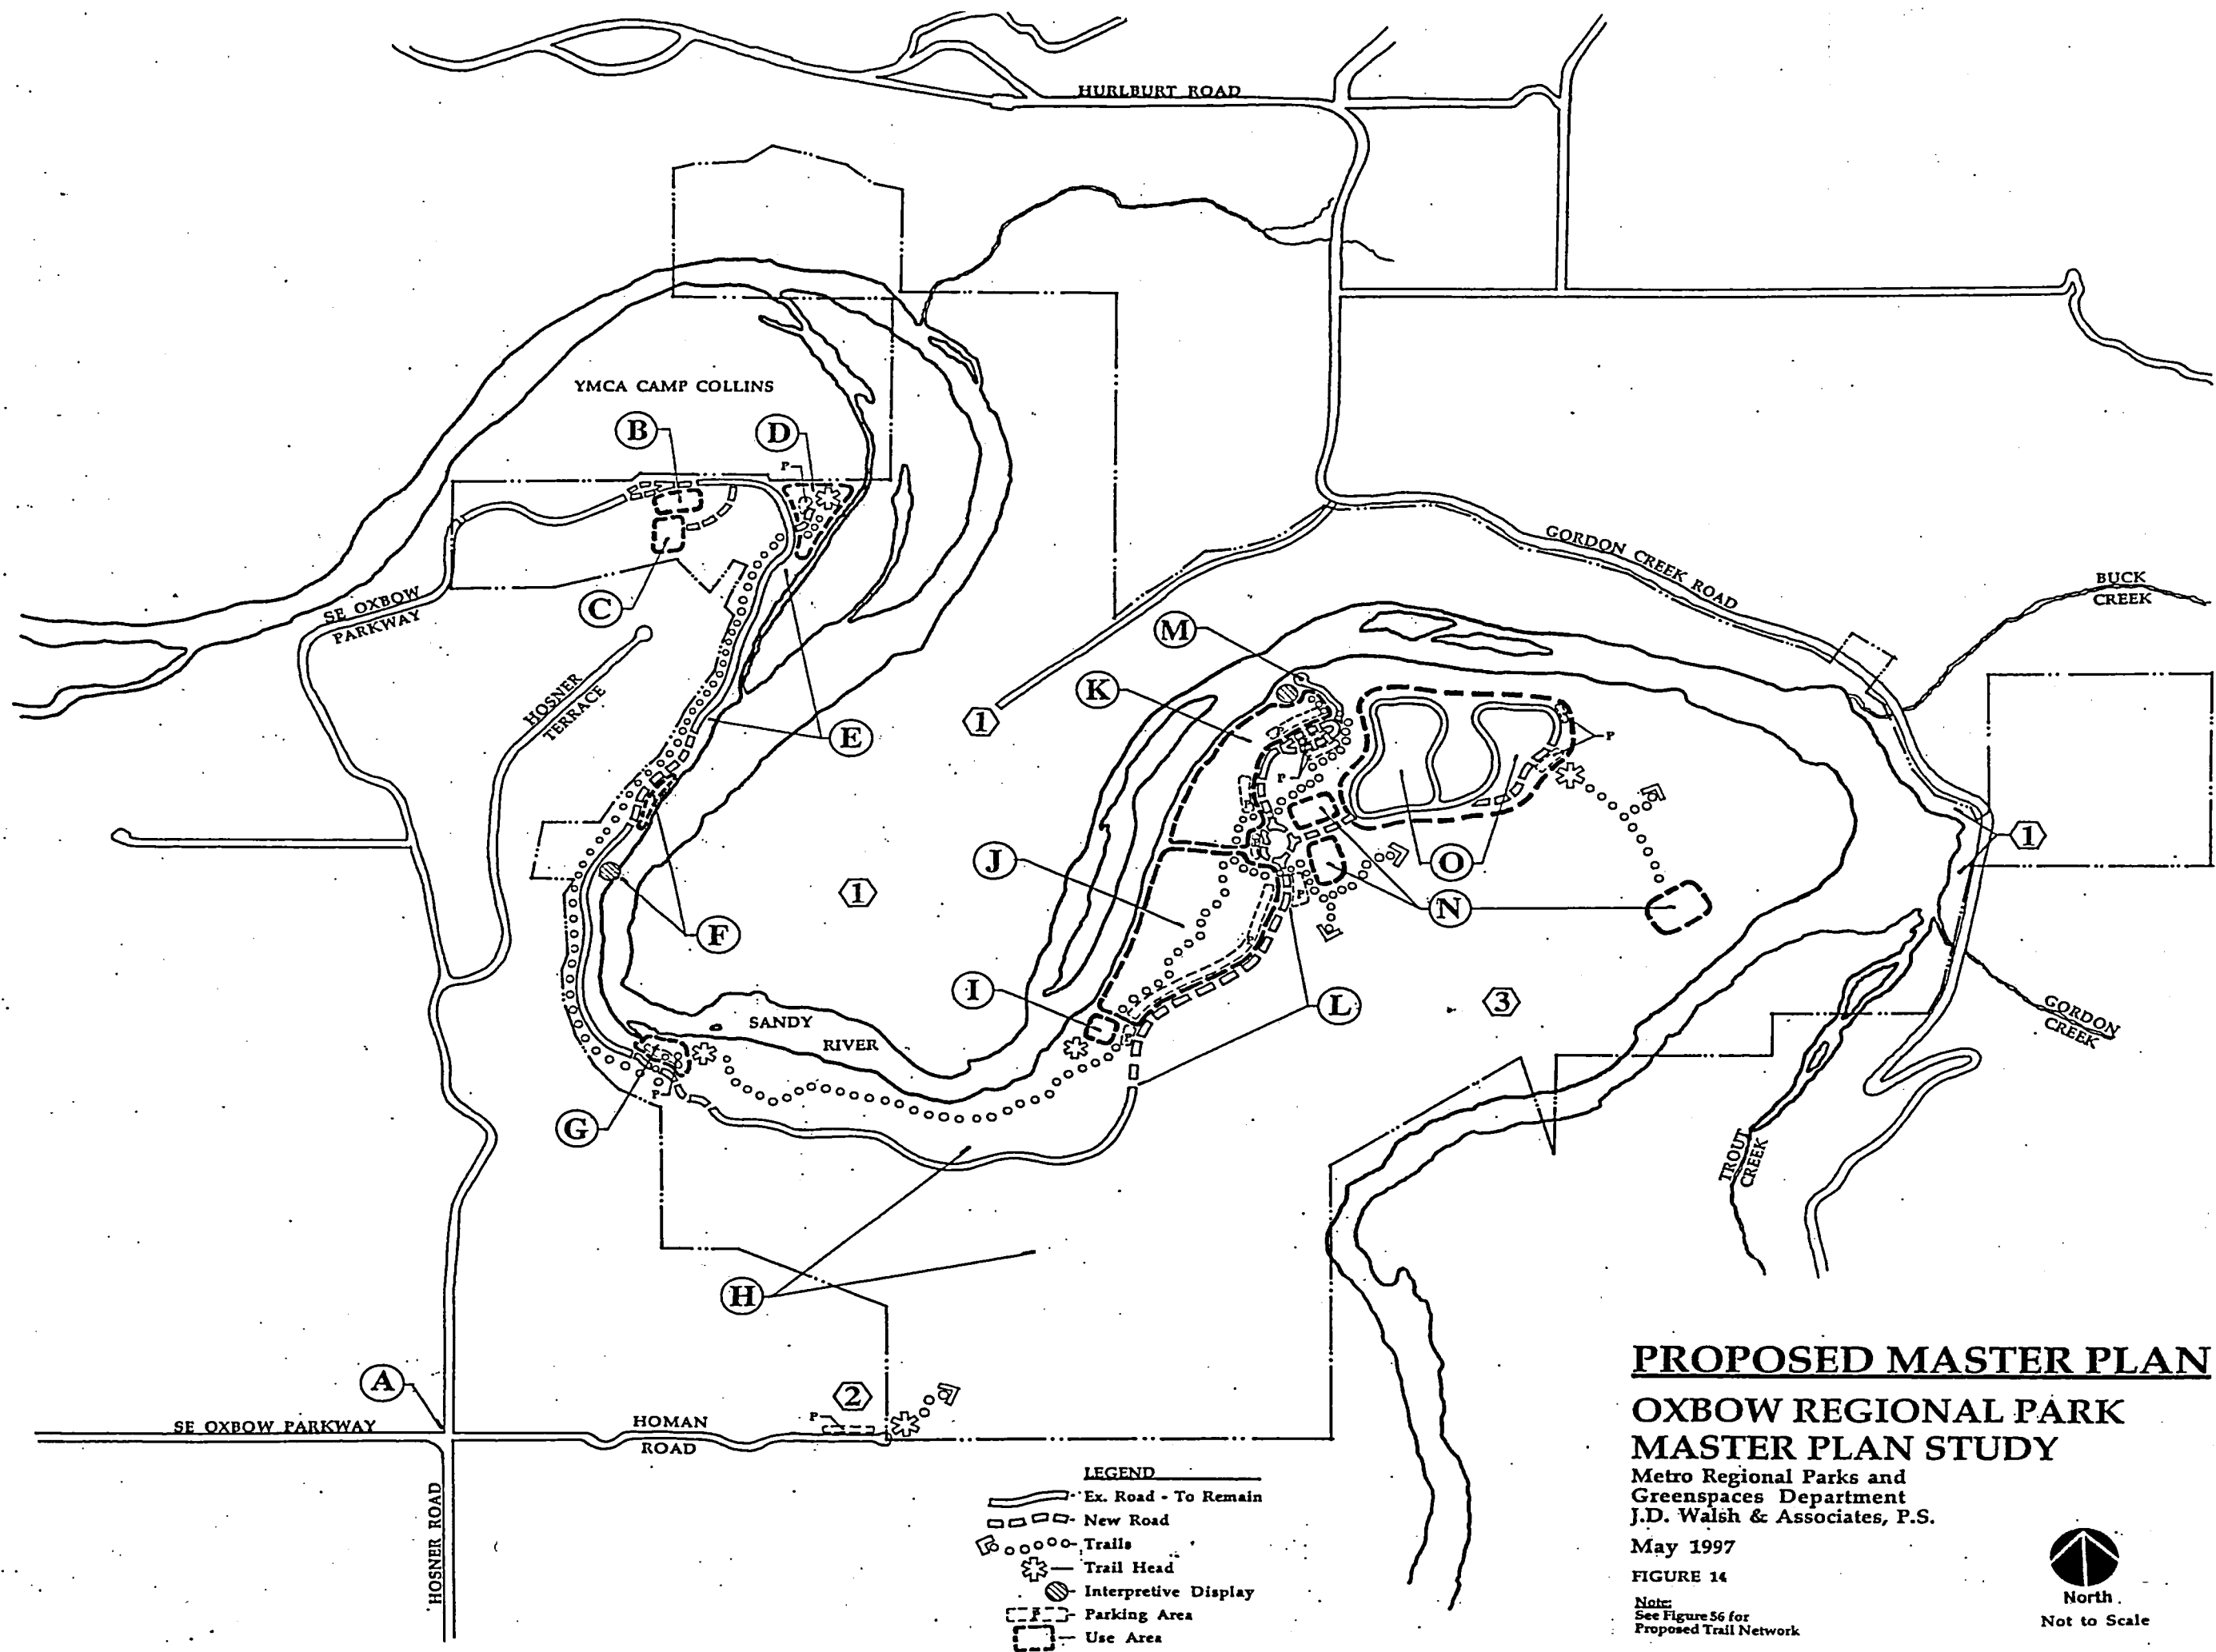 HURLBURT ROAD
YMCA CAMP COLLINS
B
D
P
GORDON CREEK ROAD
BUCK
CREEK
SE OXBOW
PARKWAY
C
M
HOSNER
TERRACE
K
1
E
P
P
P
1
O
J
1
N
P
F
I
SANDY
RIVER
L
3
GORDON
CREEK
P
G
TROUT
CREEK
H
A
2
P
SE OXBOW PARKWAY
HOMAN
ROAD
HOSNER ROAD
LEGEND
Ex. Road - To Remain
New Road
Trails
Trail Head
Interpretive Display
P
Parking Area
Use Area
PROPOSED MASTER PLAN
OXBOW REGIONAL PARK
MASTER PLAN STUDY
Metro Regional Parks and
Greenspaces Department
J.D. Walsh & Associates, P.S.
May 1997
FIGURE 14
Note:
See Figure 56 for
Proposed Trail Network
North
Not to Scale